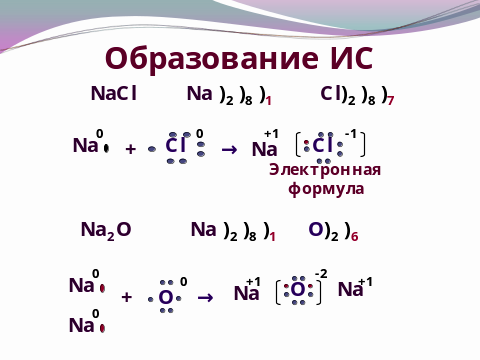 Образование ИС
NaCl Na )₂ )₈ )₁ Cl)₂ )₈ )₇
Na⁰ + Cl⁰ → Na⁺¹ [Cl]⁻¹
Электронная
формула
Na₂O Na )₂ )₈ )₁ O)₂ )₆
Na⁰ + O⁰ → Na⁺¹ [O]⁻² Na⁺¹
Na⁰